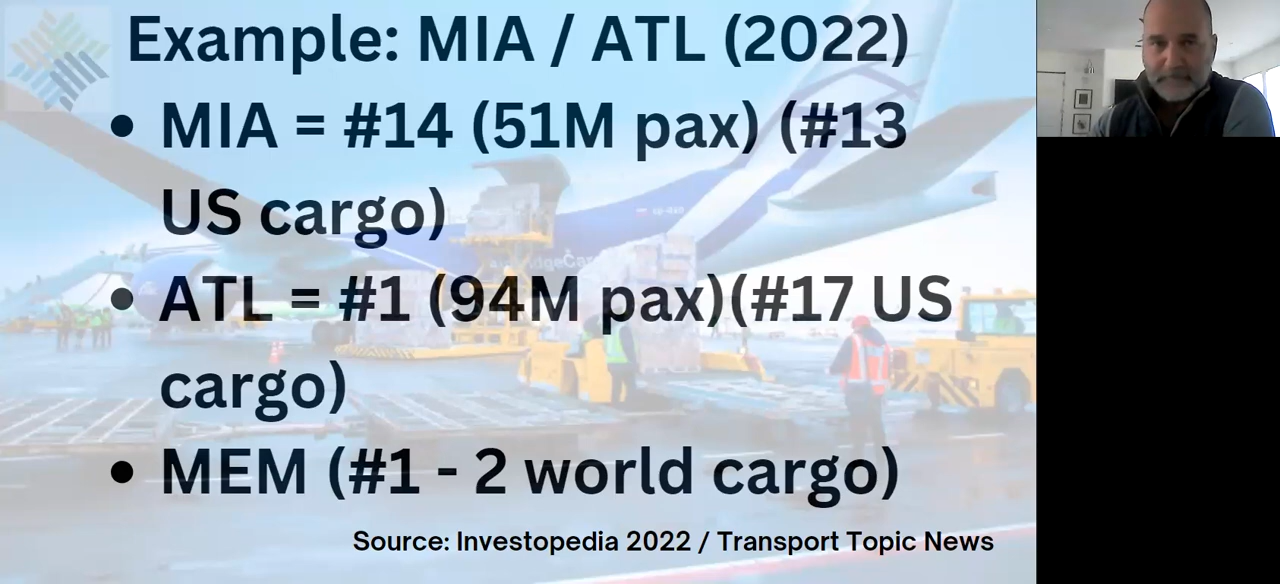 Example: MIA / ATL (2022)
• MIA = #14 (51M pax) (#13
US cargo)
• ATL = #1 (94M pax)(#17 US
cargo)
• MEM (#1 - 2 world cargo)
Source: Investopedia 2022 / Transport Topic News